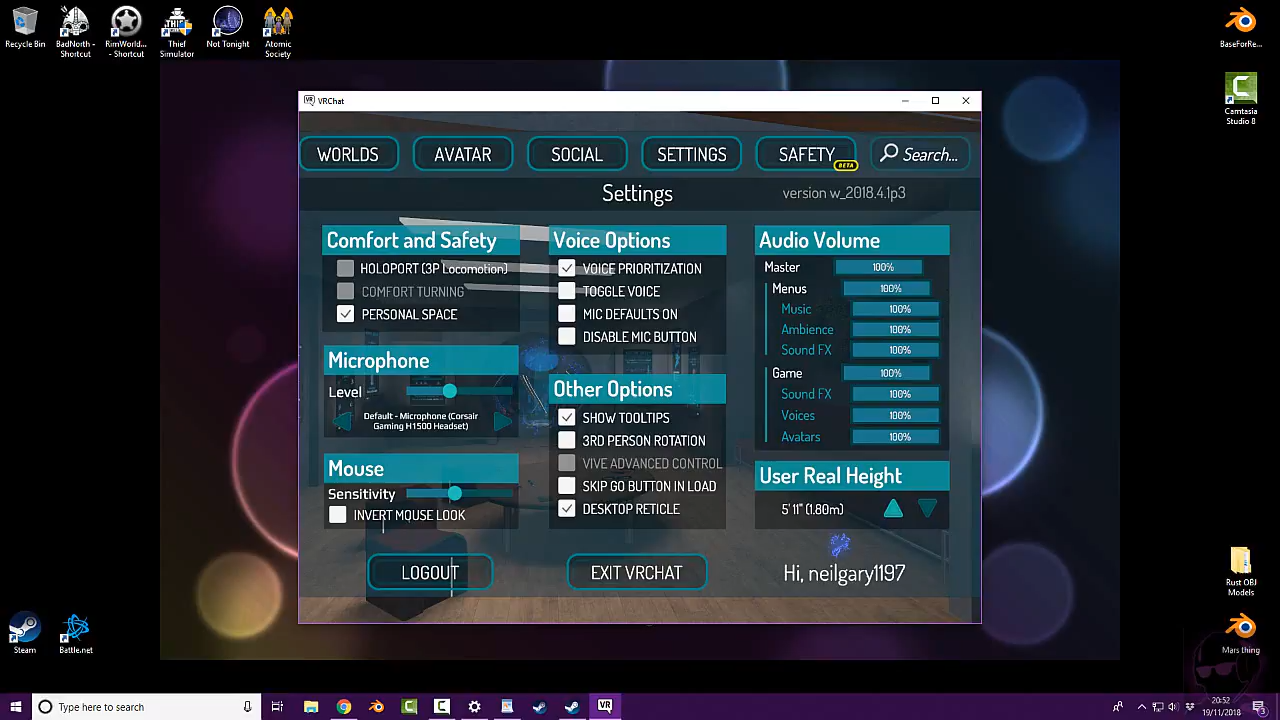 Recycle Bin
BadNorth -
Shortcut
RimWorld...
- Shortcut
Thief
Simulator
Not Tonight
Atomic
Society
BaseForRe...
Camtasia
Studio 8
VRChat
WORLDS
AVATAR
SOCIAL
SETTINGS
SAFETY
BETA
Search...
Settings
version w_2018.4.1p3
Comfort and Safety
HOLOPORT (3P Locomotion)
COMFORT TURNING
PERSONAL SPACE
Microphone
Level
Default - Microphone (Corsair
Gaming H1500 Headset)
Mouse
Sensitivity
INVERT MOUSE LOOK
Voice Options
VOICE PRIORITIZATION
TOGGLE VOICE
MIC DEFAULTS ON
DISABLE MIC BUTTON
Other Options
SHOW TOOLTIPS
3RD PERSON ROTATION
VIVE ADVANCED CONTROL
SKIP GO BUTTON IN LOAD
DESKTOP RETICLE
Audio Volume
Master 100%
Menus 100%
Music 100%
Ambience 100%
Sound FX 100%
Game 100%
Sound FX 100%
Voices 100%
Avatars 100%
User Real Height
5' 11" (1.80m)
LOGOUT
EXIT VRCHAT
Hi, neilgary1197
Rust OBJ
Models
Mars thing
Steam
Battle.net
Type here to search
VR
20:52
19/11/2018